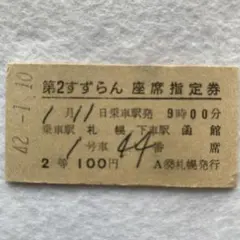 42.-1.10
第2すずらん 座席指定券
1月11日乗車駅発 9時00分
乗車駅 札幌 下車駅 函館
1号車 44番席
2等 100円 A㋿札幌発行